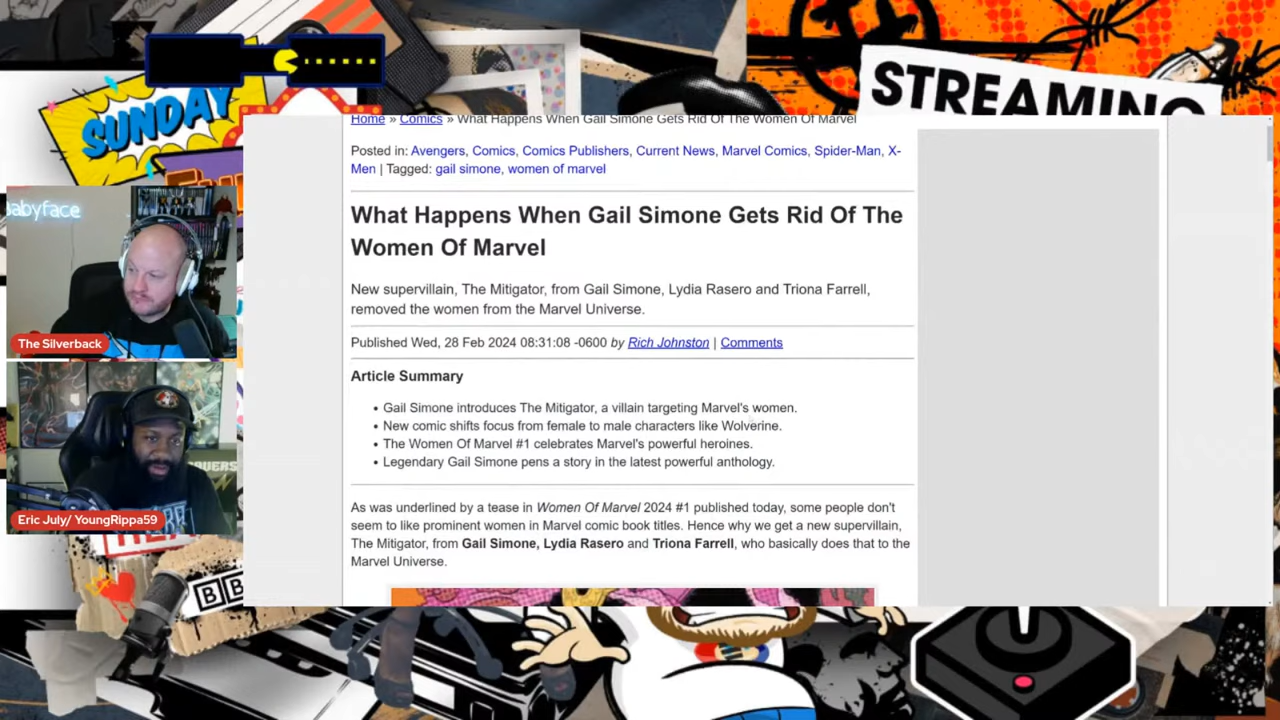 SUNDAY
STREAMING
Home » Comics » What Happens When Gail Simone Gets Rid Of The Women Of Marvel
Posted in: Avengers, Comics, Comics Publishers, Current News, Marvel Comics, Spider-Man, X-
Men | Tagged: gail simone, women of marvel
What Happens When Gail Simone Gets Rid Of The
Women Of Marvel
New supervillain, The Mitigator, from Gail Simone, Lydia Rasero and Triona Farrell,
removed the women from the Marvel Universe.
Published Wed, 28 Feb 2024 08:31:08 -0600 by Rich Johnston | Comments
Article Summary
• Gail Simone introduces The Mitigator, a villain targeting Marvel's women.
• New comic shifts focus from female to male characters like Wolverine.
• The Women Of Marvel #1 celebrates Marvel's powerful heroines.
• Legendary Gail Simone pens a story in the latest powerful anthology.
As was underlined by a tease in Women Of Marvel 2024 #1 published today, some people don't
seem to like prominent women in Marvel comic book titles. Hence why we get a new supervillain,
The Mitigator, from Gail Simone, Lydia Rasero and Triona Farrell, who basically does that to the
Marvel Universe.
babyface
The Silverback
Eric July/ YoungRippa59